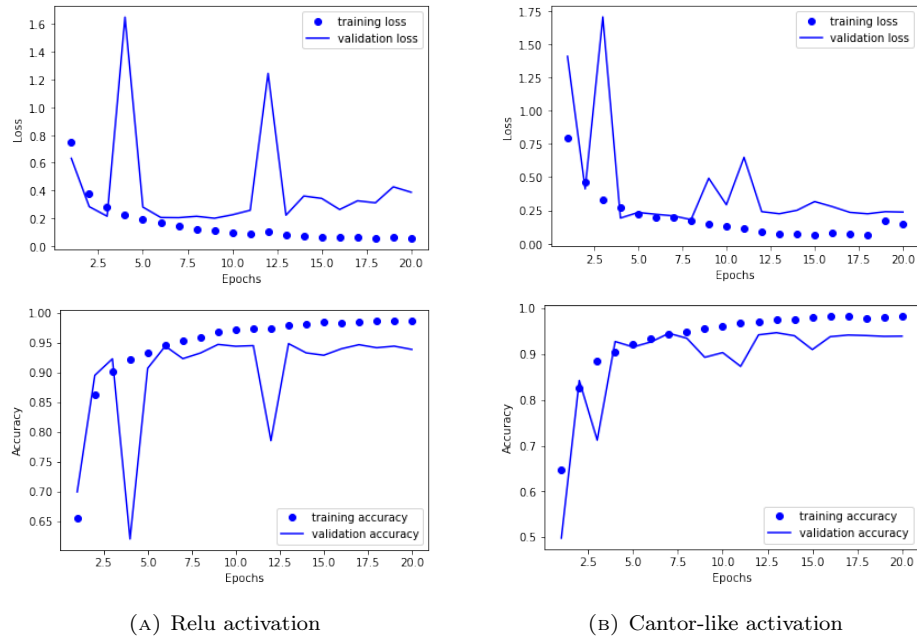 training loss
validation loss
1.6
1.4
1.2
1.0
0.8
0.6
0.4
0.2
0.0
Loss
2.5 5.0 7.5 10.0 12.5 15.0 17.5 20.0
Epochs
training loss
validation loss
1.75
1.50
1.25
1.00
0.75
0.50
0.25
0.00
Loss
2.5 5.0 7.5 10.0 12.5 15.0 17.5 20.0
Epochs
1.00
0.95
0.90
0.85
0.80
0.75
0.70
0.65
Accuracy
training accuracy
validation accuracy
2.5 5.0 7.5 10.0 12.5 15.0 17.5 20.0
Epochs
1.0
0.9
0.8
0.7
0.6
0.5
Accuracy
training accuracy
validation accuracy
2.5 5.0 7.5 10.0 12.5 15.0 17.5 20.0
Epochs
(A) Relu activation
(B) Cantor-like activation